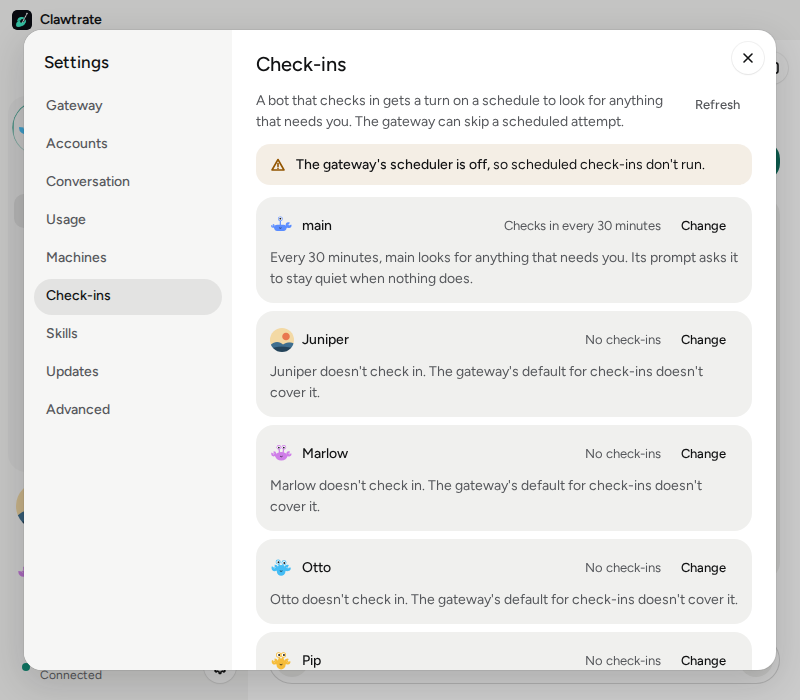 Clawtrate
Settings
Gateway
Accounts
Conversation
Usage
Machines
Check-ins
Skills
Updates
Advanced
Check-ins
A bot that checks in gets a turn on a schedule to look for anything
that needs you. The gateway can skip a scheduled attempt.
Refresh
The gateway's scheduler is off, so scheduled check-ins don't run.
main
Checks in every 30 minutes
Change
Every 30 minutes, main looks for anything that needs you. Its prompt asks it
to stay quiet when nothing does.
Juniper
No check-ins
Change
Juniper doesn't check in. The gateway's default for check-ins doesn't
cover it.
Marlow
No check-ins
Change
Marlow doesn't check in. The gateway's default for check-ins doesn't
cover it.
Otto
No check-ins
Change
Otto doesn't check in. The gateway's default for check-ins doesn't cover it.
Pip
No check-ins
Change
Connected